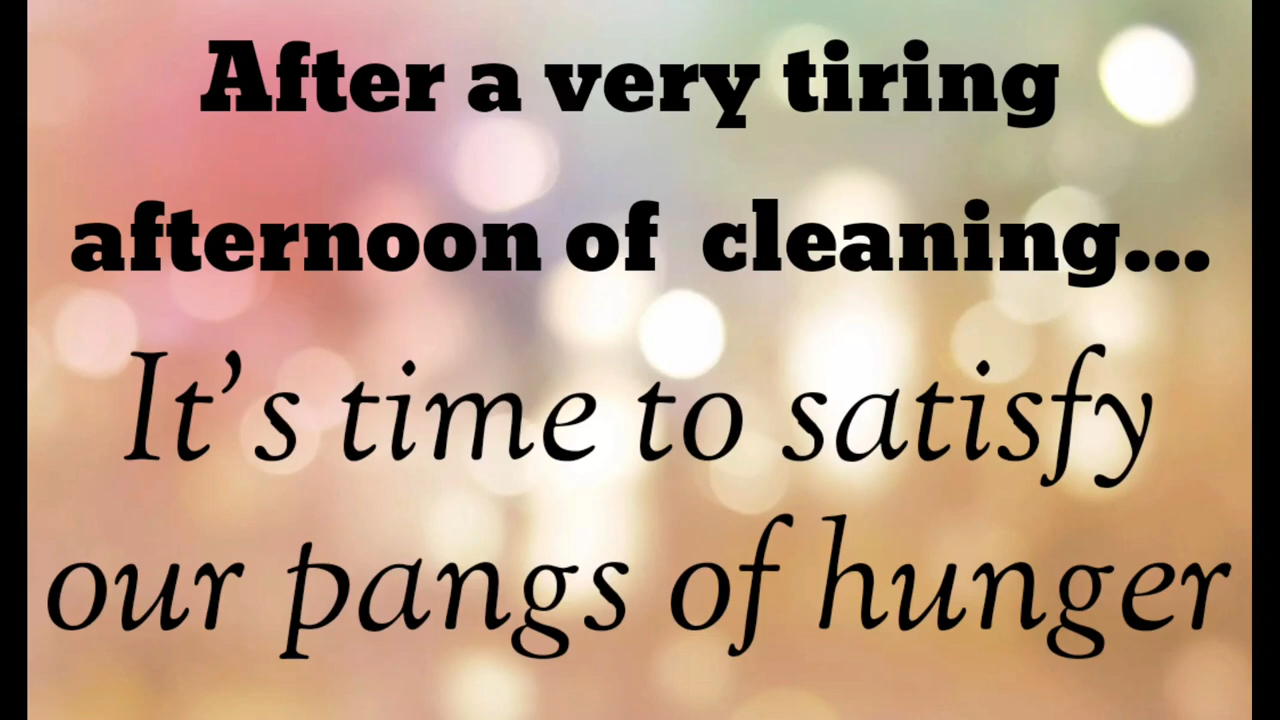 After a very tiring
afternoon of cleaning...
It's time to satisfy
our pangs of hunger